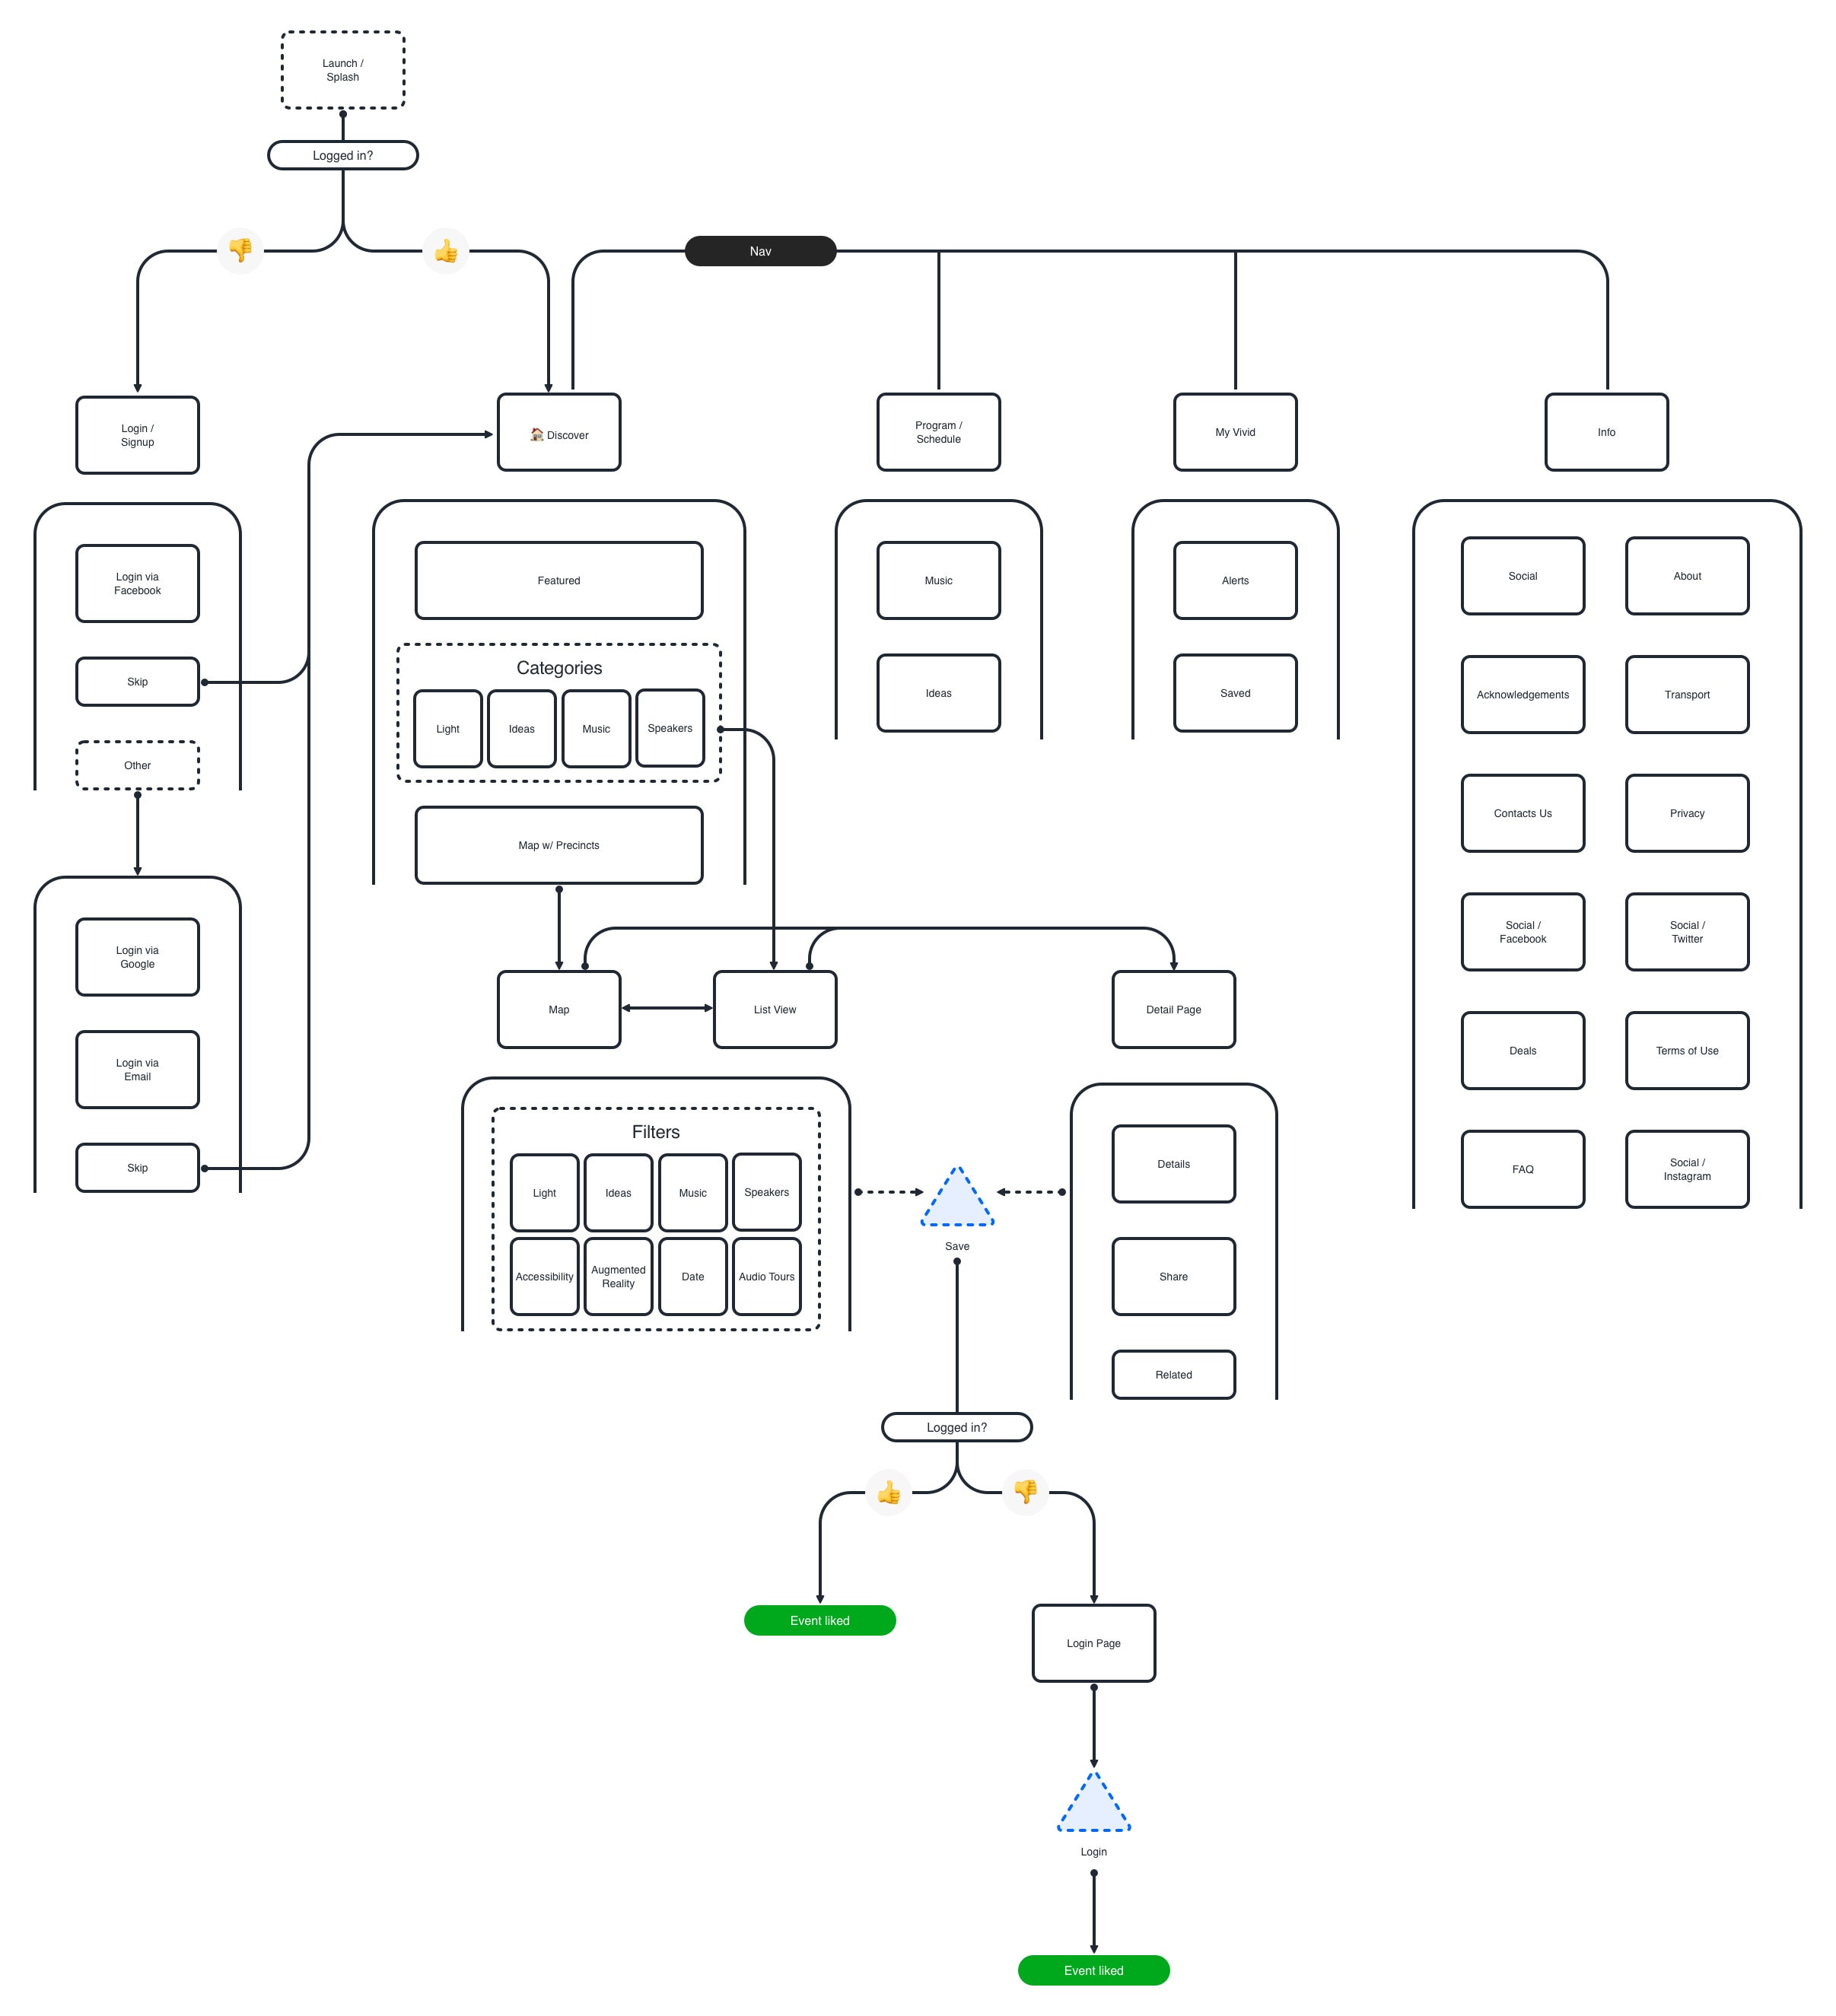 Launch /
Splash
Logged in?
Nav
Login /
Signup
Discover
Program /
Schedule
My Vivid
Info
Login via
Facebook
Skip
Other
Login via
Google
Login via
Email
Skip
Featured
Categories
Light
Ideas
Music
Speakers
Map w/ Precincts
Music
Ideas
Alerts
Saved
Social
About
Acknowledgements
Transport
Contacts Us
Privacy
Social /
Facebook
Social /
Twitter
Deals
Terms of Use
FAQ
Social /
Instagram
Map
List View
Detail Page
Filters
Light
Ideas
Music
Speakers
Accessibility
Augmented
Reality
Date
Audio Tours
Save
Details
Share
Related
Logged in?
Event liked
Login Page
Login
Event liked